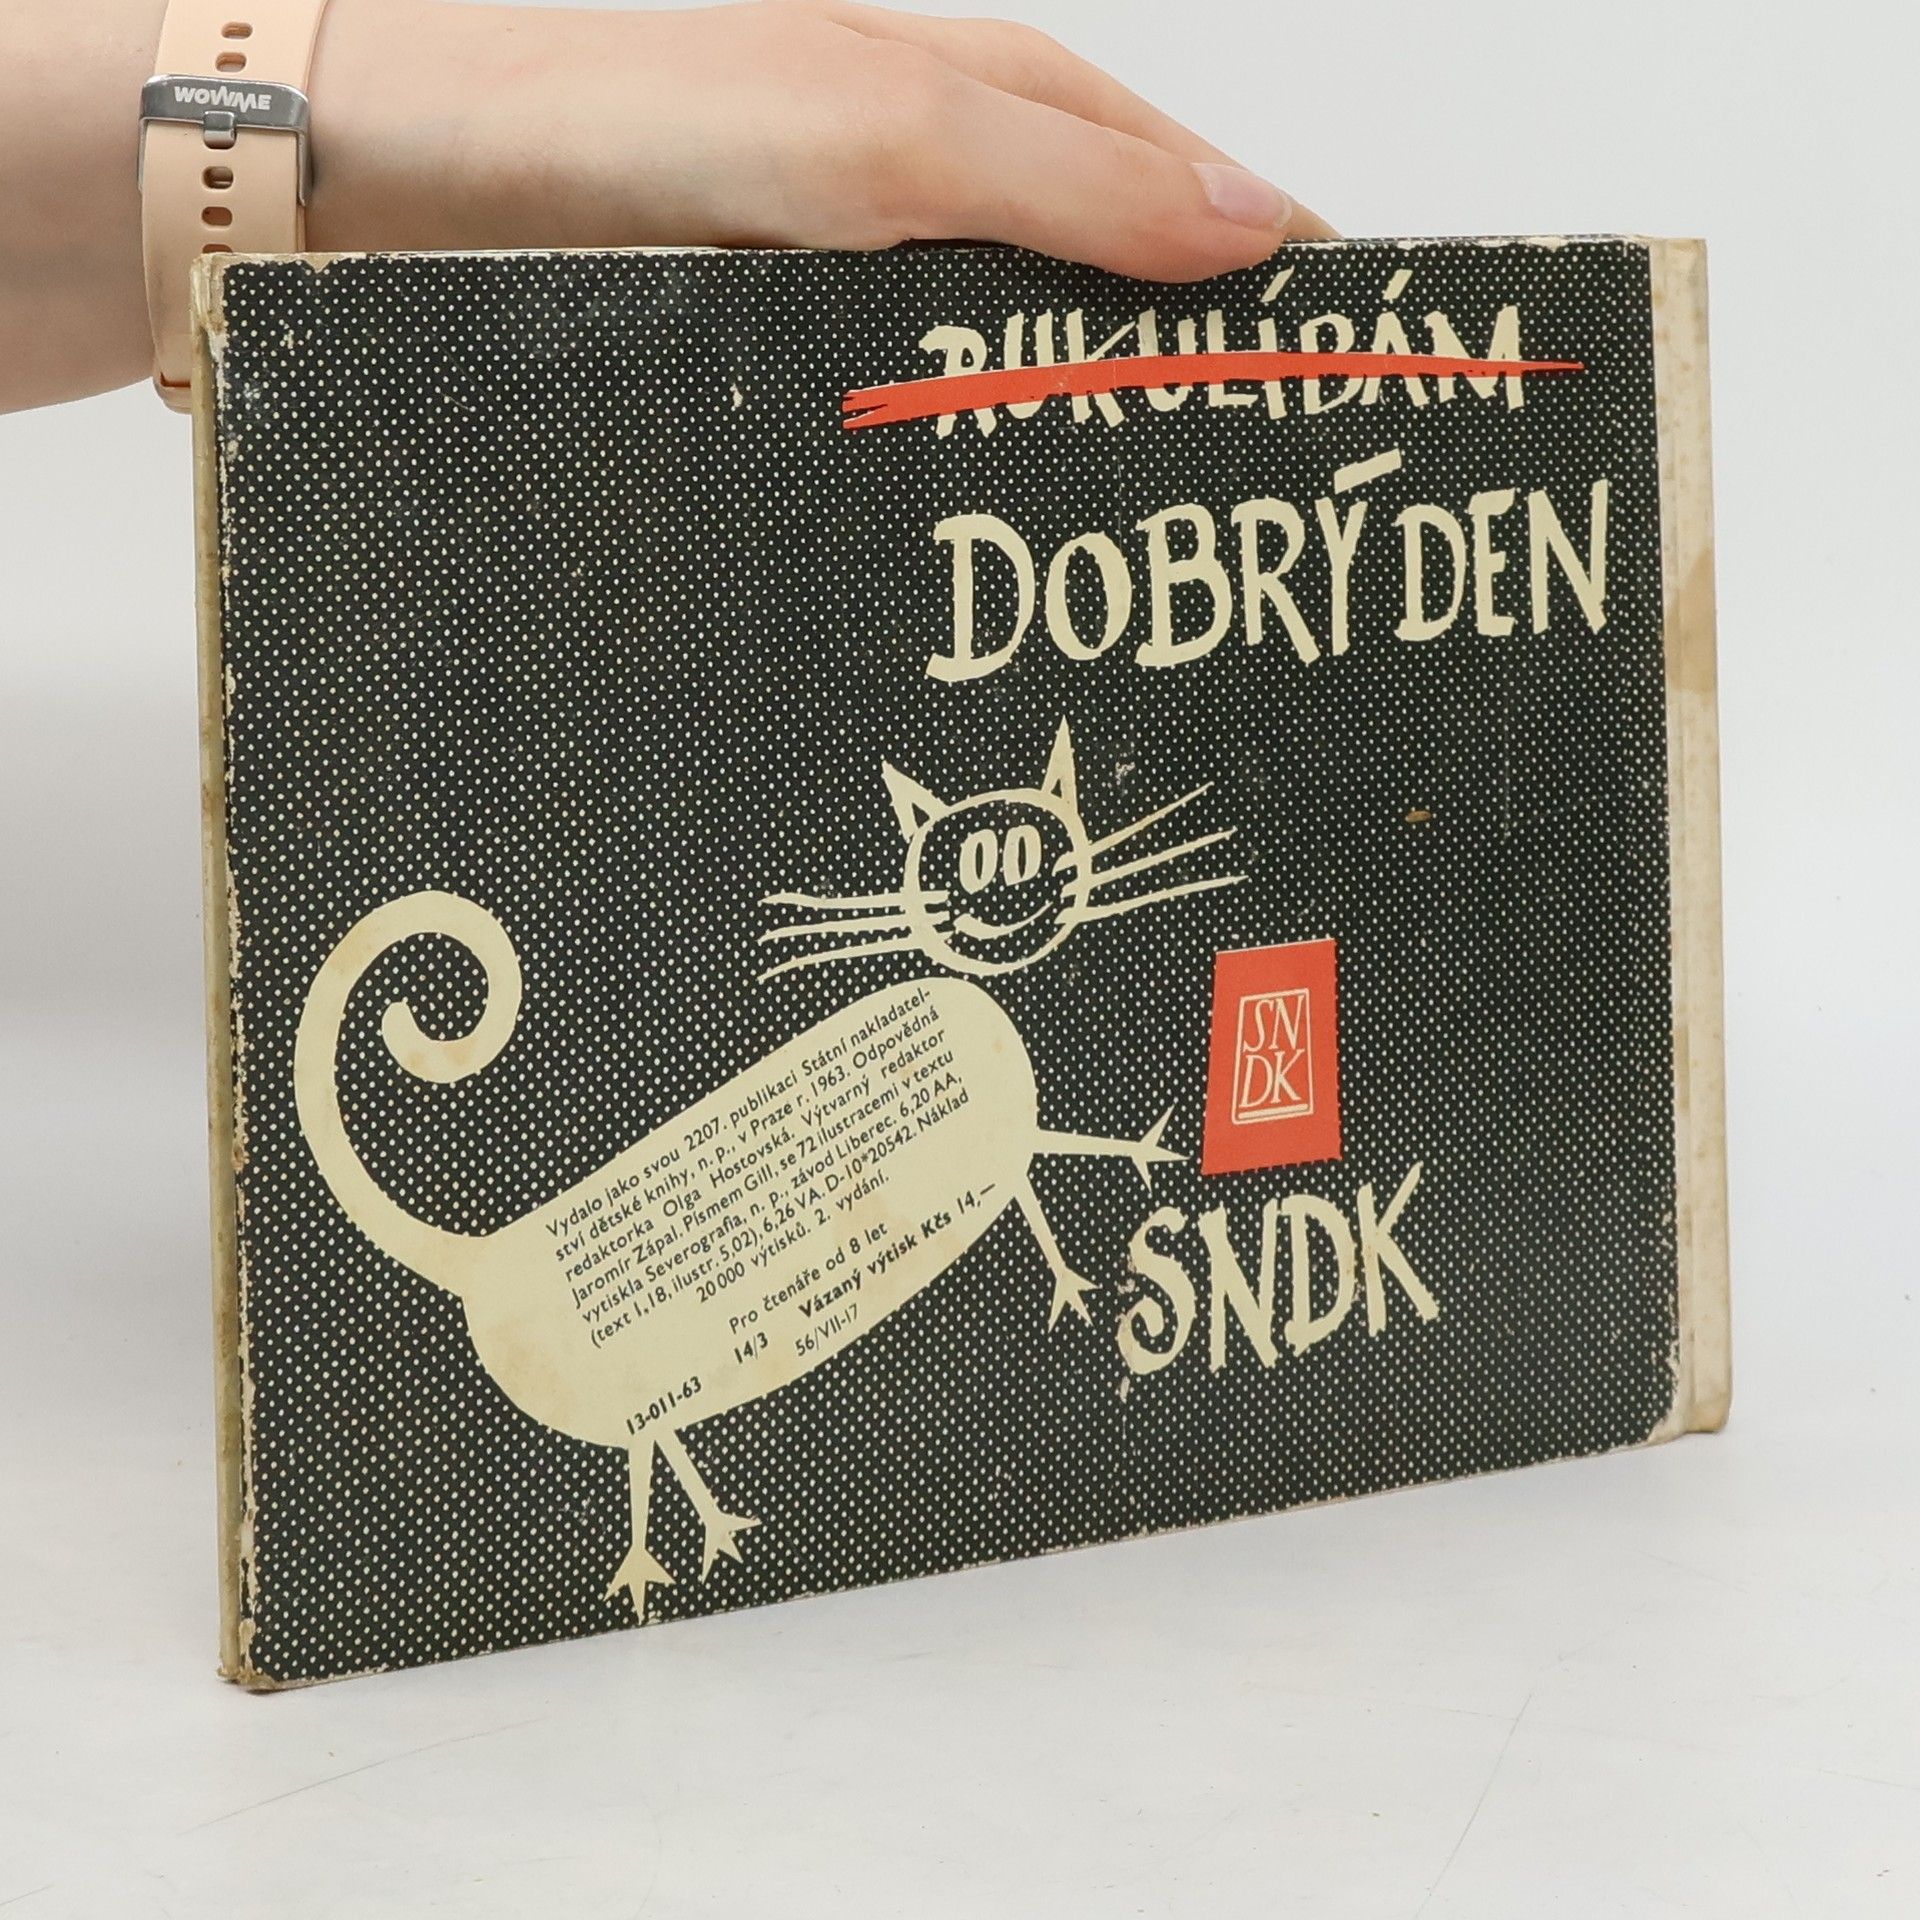 WOWME
RUKULÍBÁM
DOBRÝ DEN
SN
DK
SNDK
Vydalo jako svou 2207. publikaci Státní nakladatel-
ství dětské knihy, n. p., v Praze r. 1963. Odpovědná
redaktorka Olga Hostovská. Výtvarný redaktor
Jaromír Zápal. Písmem Gill, se 72 ilustracemi v textu
vytiskla Severografia, n. p., závod Liberec. 6,20 AA,
(text 1,18, ilustr. 5,02), 6,26 VA. D-10*20542. Náklad
20 000 výtisků. 2. vydání.
Pro čtenáře od 8 let
14/3 Vázaný výtisk Kčs 14,—
56/VII-17
13-011-63